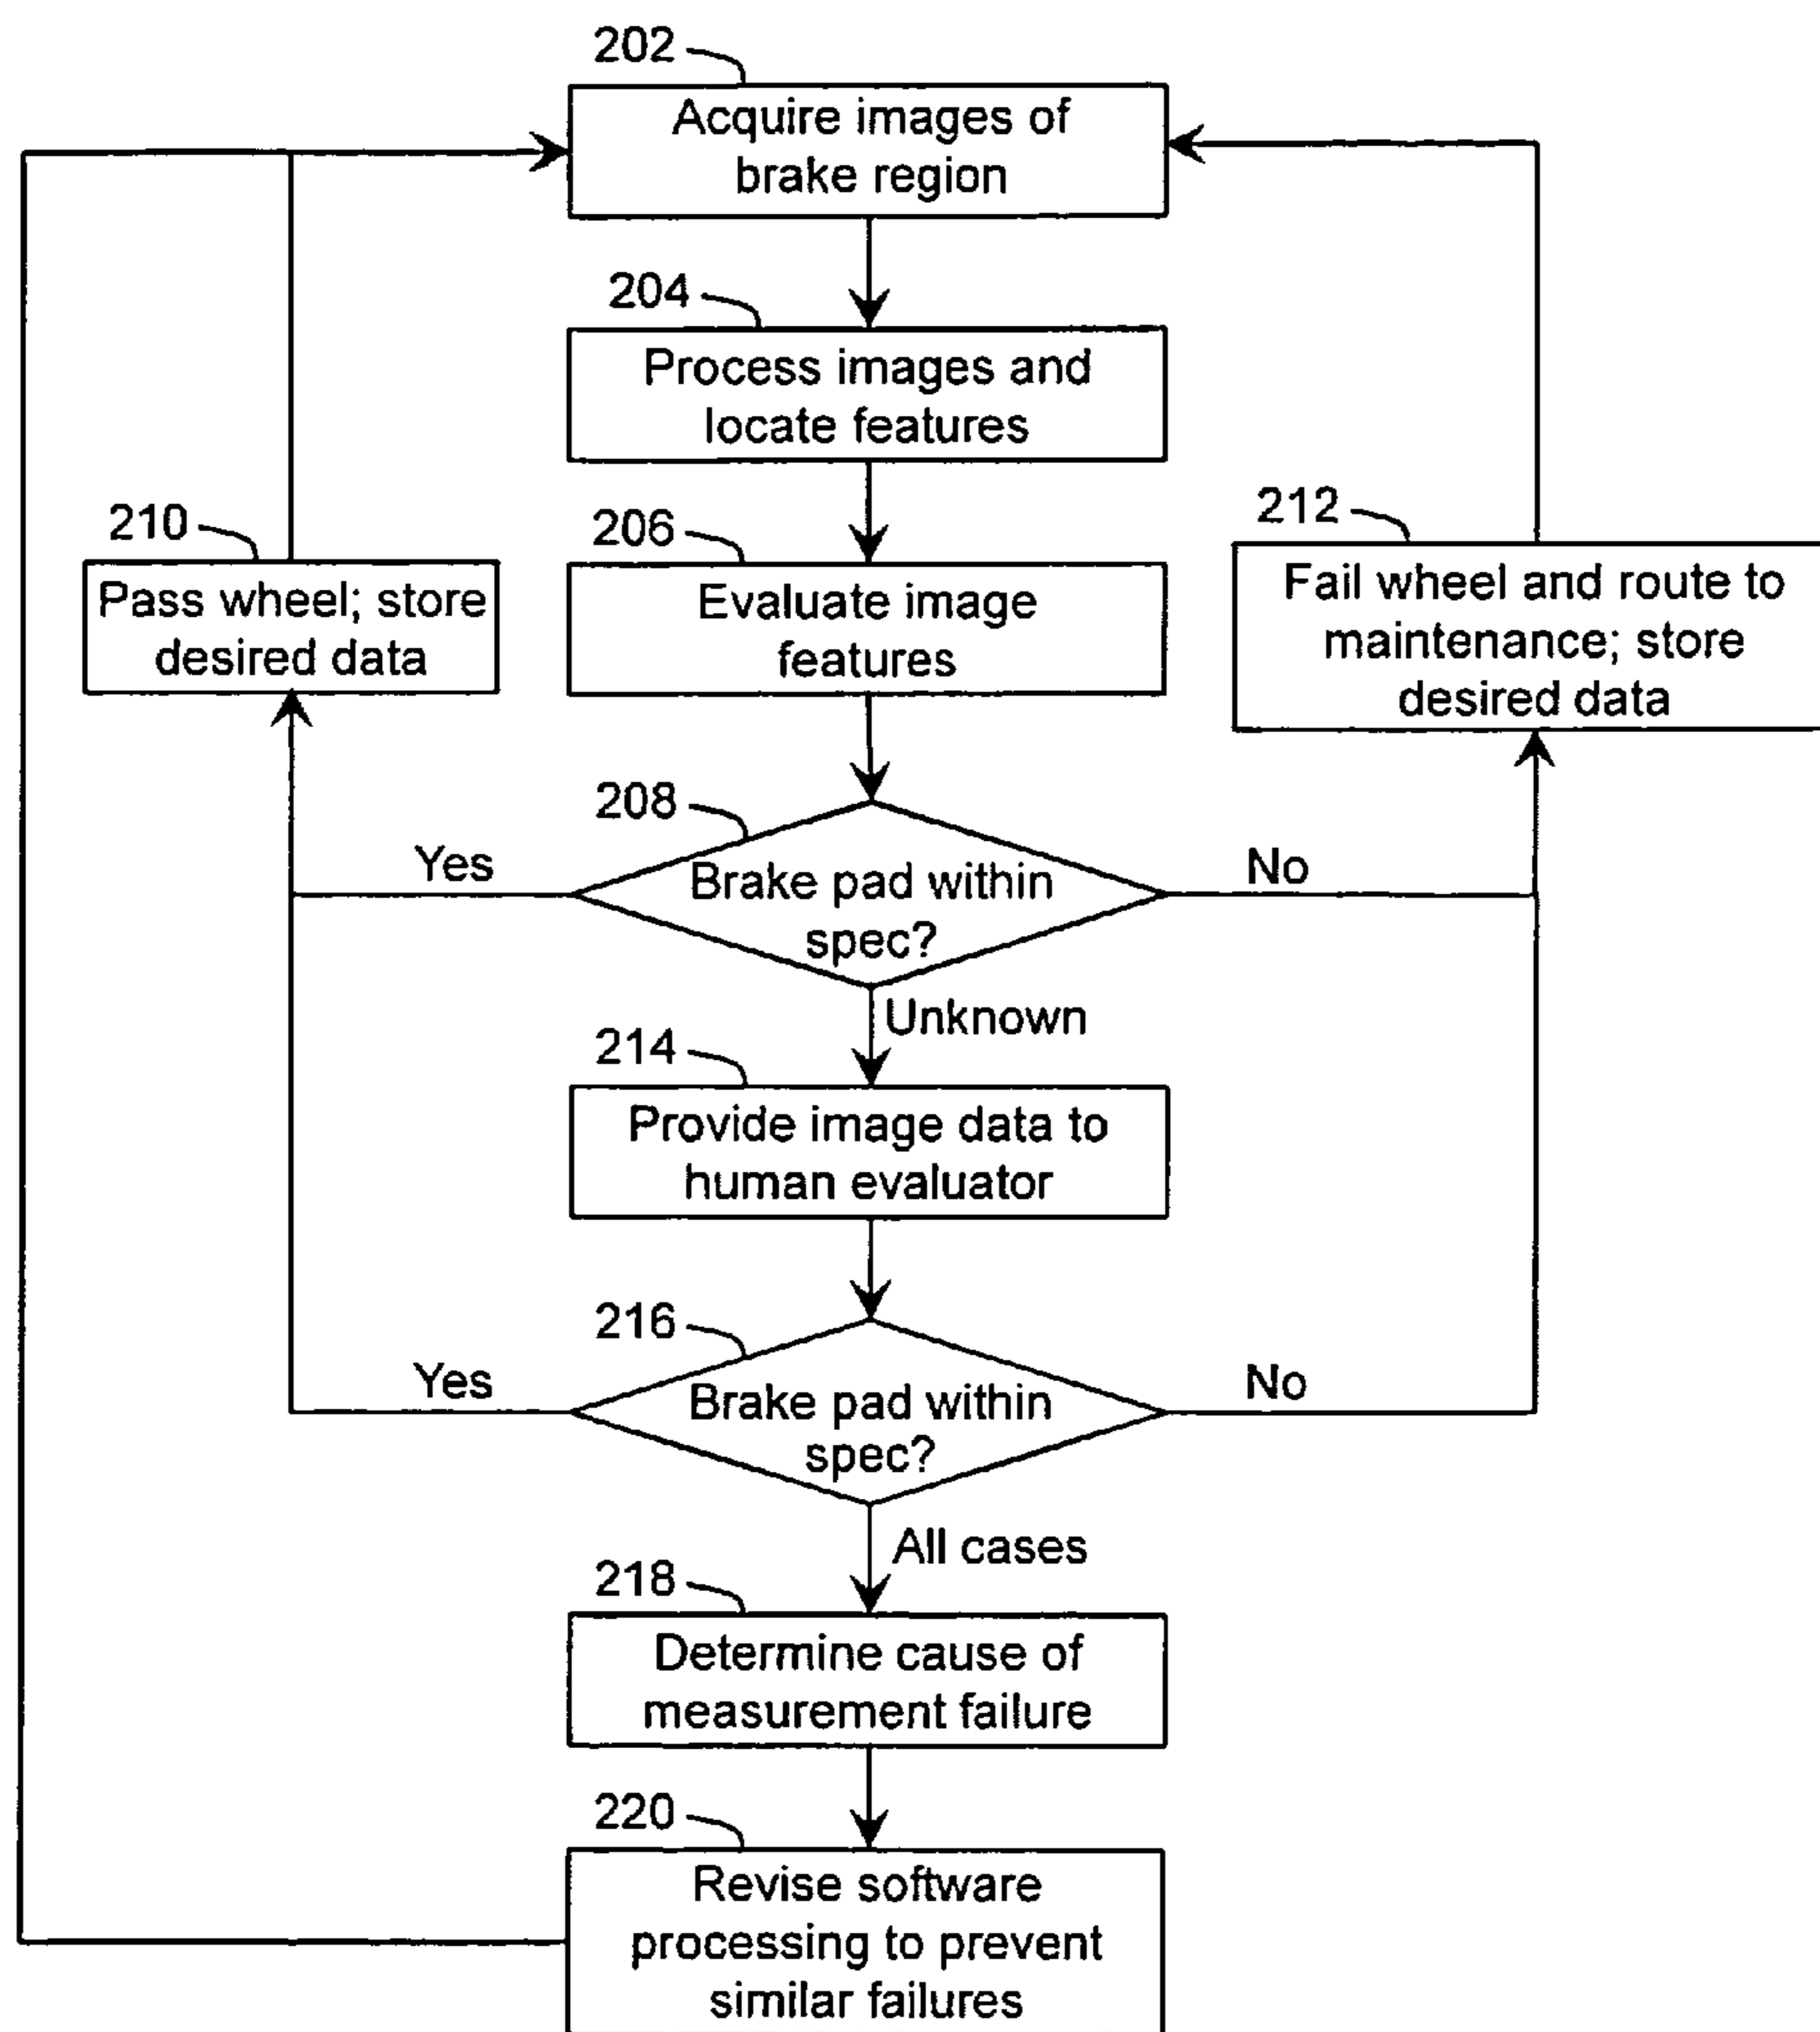 202
Acquire images of
brake region
204
Process images and
locate features
210
Pass wheel; store
desired data
206
Evaluate image
features
212
Fail wheel and route to
maintenance; store
desired data
208
Yes
Brake pad within
spec?
No
Unknown
214
Provide image data to
human evaluator
216
Yes
Brake pad within
spec?
No
All cases
218
Determine cause of
measurement failure
220
Revise software
processing to prevent
similar failures